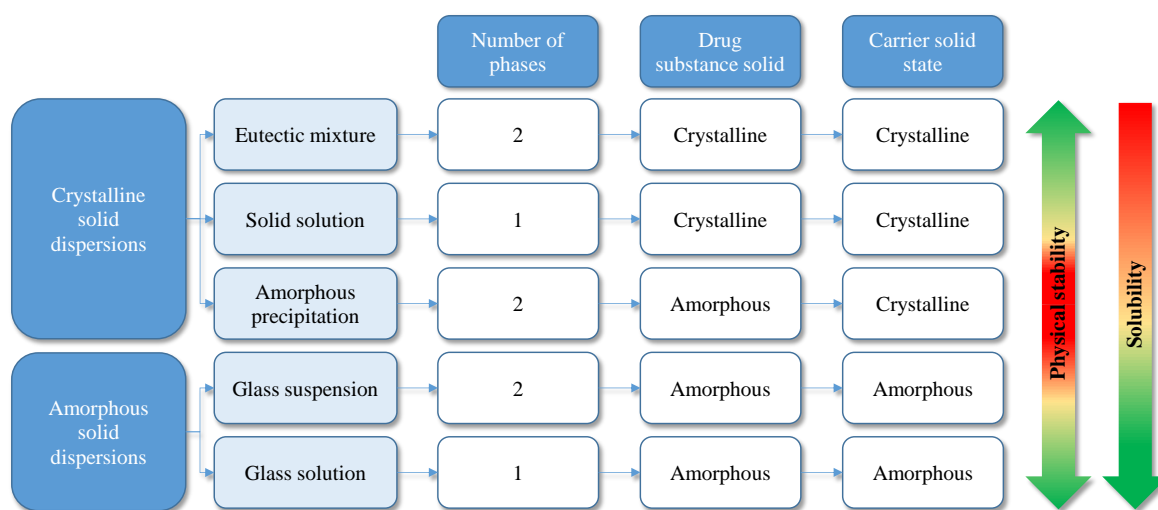 Number of
phases
Drug
substance solid
Carrier solid
state
Crystalline
solid
dispersions
Eutectic mixture
2
Crystalline
Crystalline
Solid solution
1
Crystalline
Crystalline
Amorphous
precipitation
2
Amorphous
Crystalline
Amorphous
solid
dispersions
Glass suspension
2
Amorphous
Amorphous
Glass solution
1
Amorphous
Amorphous
Physical stability
Solubility